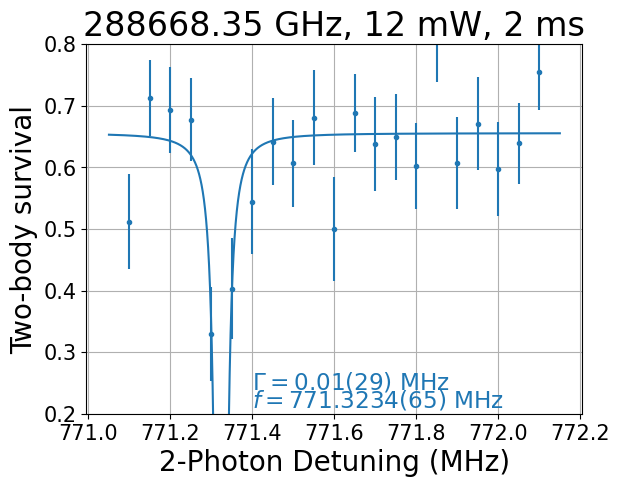 288668.35 GHz, 12 mW, 2 ms
0.8
0.7
0.6
0.5
0.4
0.3
0.2
Two-body survival
Γ = 0.01(29) MHz
f = 771.3234(65) MHz
771.0 771.2 771.4 771.6 771.8 772.0 772.2
2-Photon Detuning (MHz)